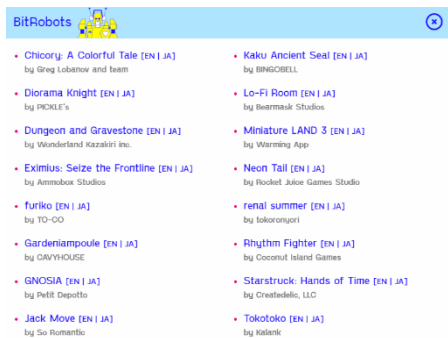 BitRobots
Chicory: A Colorful Tale [EN | JA]
by Greg Lobanov and team
Diorama Knight [EN | JA]
by PICKLE's
Dungeon and Gravestone [EN | JA]
by Wonderland Kazakiri inc.
Eximius: Seize the Frontline [EN | JA]
by Ammobox Studios
furiko [EN | JA]
by TO-CO
Gardeniampoule [EN | JA]
by CAVYHOUSE
GNOSIA [EN | JA]
by Petit Depotto
Jack Move [EN | JA]
by So Romantic
Kaku Ancient Seal [EN | JA]
by BINGOBELL
Lo-Fi Room [EN | JA]
by Bearmask Studios
Miniature LAND 3 [EN | JA]
by Warming App
Neon Tail [EN | JA]
by Rocket Juice Games Studio
renal summer [EN | JA]
by tokoronyori
Rhythm Fighter [EN | JA]
by Coconut Island Games
Starstruck: Hands of Time [EN | JA]
by Createdelic, LLC
Tokotoko [EN | JA]
by Kalank